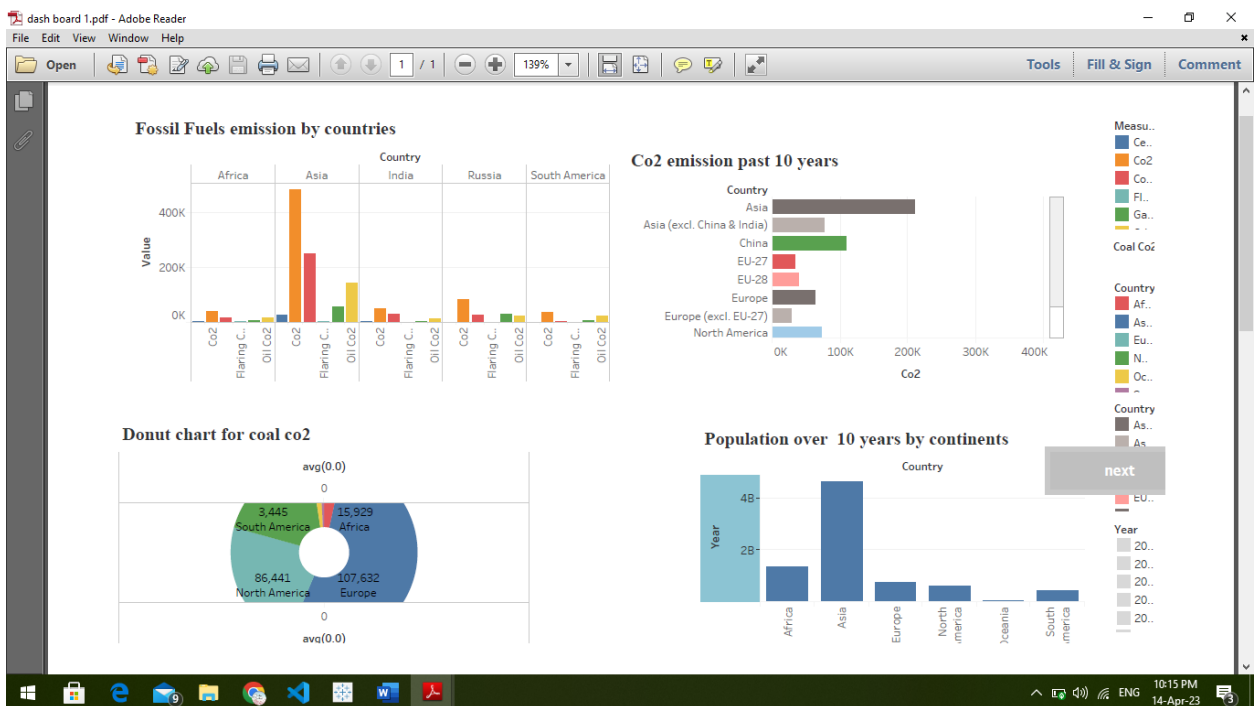 dash board 1.pdf - Adobe Reader
File Edit View Window Help
Open
1 / 1
139%
Tools
Fill & Sign
Comment
Fossil Fuels emission by countries
Country
Africa Asia India Russia South America
Value
400K
200K
0K
Co2 Flaring C.. Oil Co2 Co2 Flaring C.. Oil Co2 Co2 Flaring C.. Oil Co2 Co2 Flaring C.. Oil Co2 Co2 Flaring C.. Oil Co2
Co2 emission past 10 years
Country
Asia
Asia (excl. China & India)
China
EU-27
EU-28
Europe
Europe (excl. EU-27)
North America
0K 100K 200K 300K 400K
Co2
Measu..
Ce..
Co2
Co..
Fl..
Ga..
Coal Co2
Country
Af..
As..
Eu..
N..
Oc..
Country
As..
As
EU..
Year
20..
20..
20..
20..
20..
next
Donut chart for coal co2
avg(0.0)
0
3,445
South America
15,929
Africa
86,441
North America
107,632
Europe
0
avg(0.0)
Population over 10 years by continents
Country
Year
4B
2B
Africa
Asia
Europe
North
America
Oceania
South
America
9
ENG
10:15 PM
14-Apr-23
3